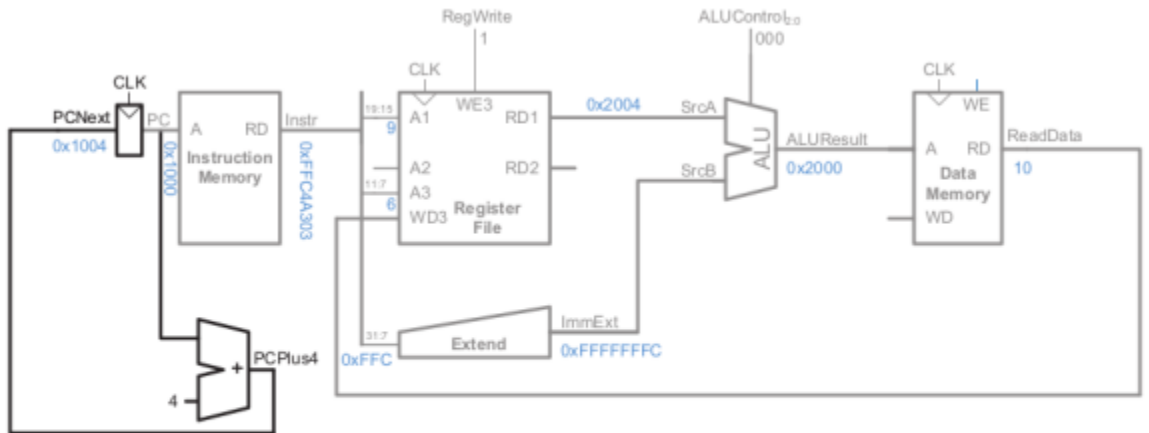 RegWrite
1
ALUControl2:0
000
CLK
PCNext
0x1004
PC
0x1000
A
RD
Instruction
Memory
Instr
0xFFC4A303
CLK
WE3
19:15
9
A1
RD1
0x2004
SrcA
A2
RD2
11:7
6
A3
WD3
Register
File
SrcB
ALU
ALUResult
0x2000
CLK
WE
A
RD
Data
Memory
WD
ReadData
10
31:7
0xFFC
Extend
ImmExt
0xFFFFFFFC
4
+
PCPlus4